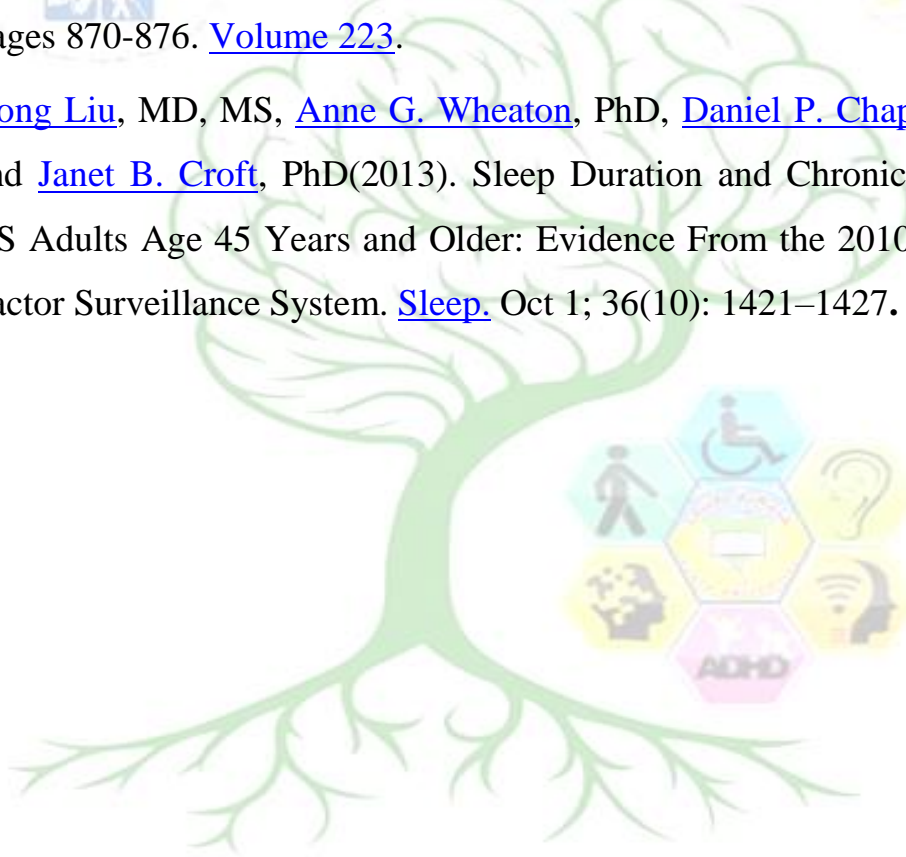 ages 870-876. Volume 223.
ong Liu, MD, MS, Anne G. Wheaton, PhD, Daniel P. Chap
nd Janet B. Croft, PhD(2013). Sleep Duration and Chronic
S Adults Age 45 Years and Older: Evidence From the 2010
actor Surveillance System. Sleep. Oct 1; 36(10): 1421–1427.
ADHD